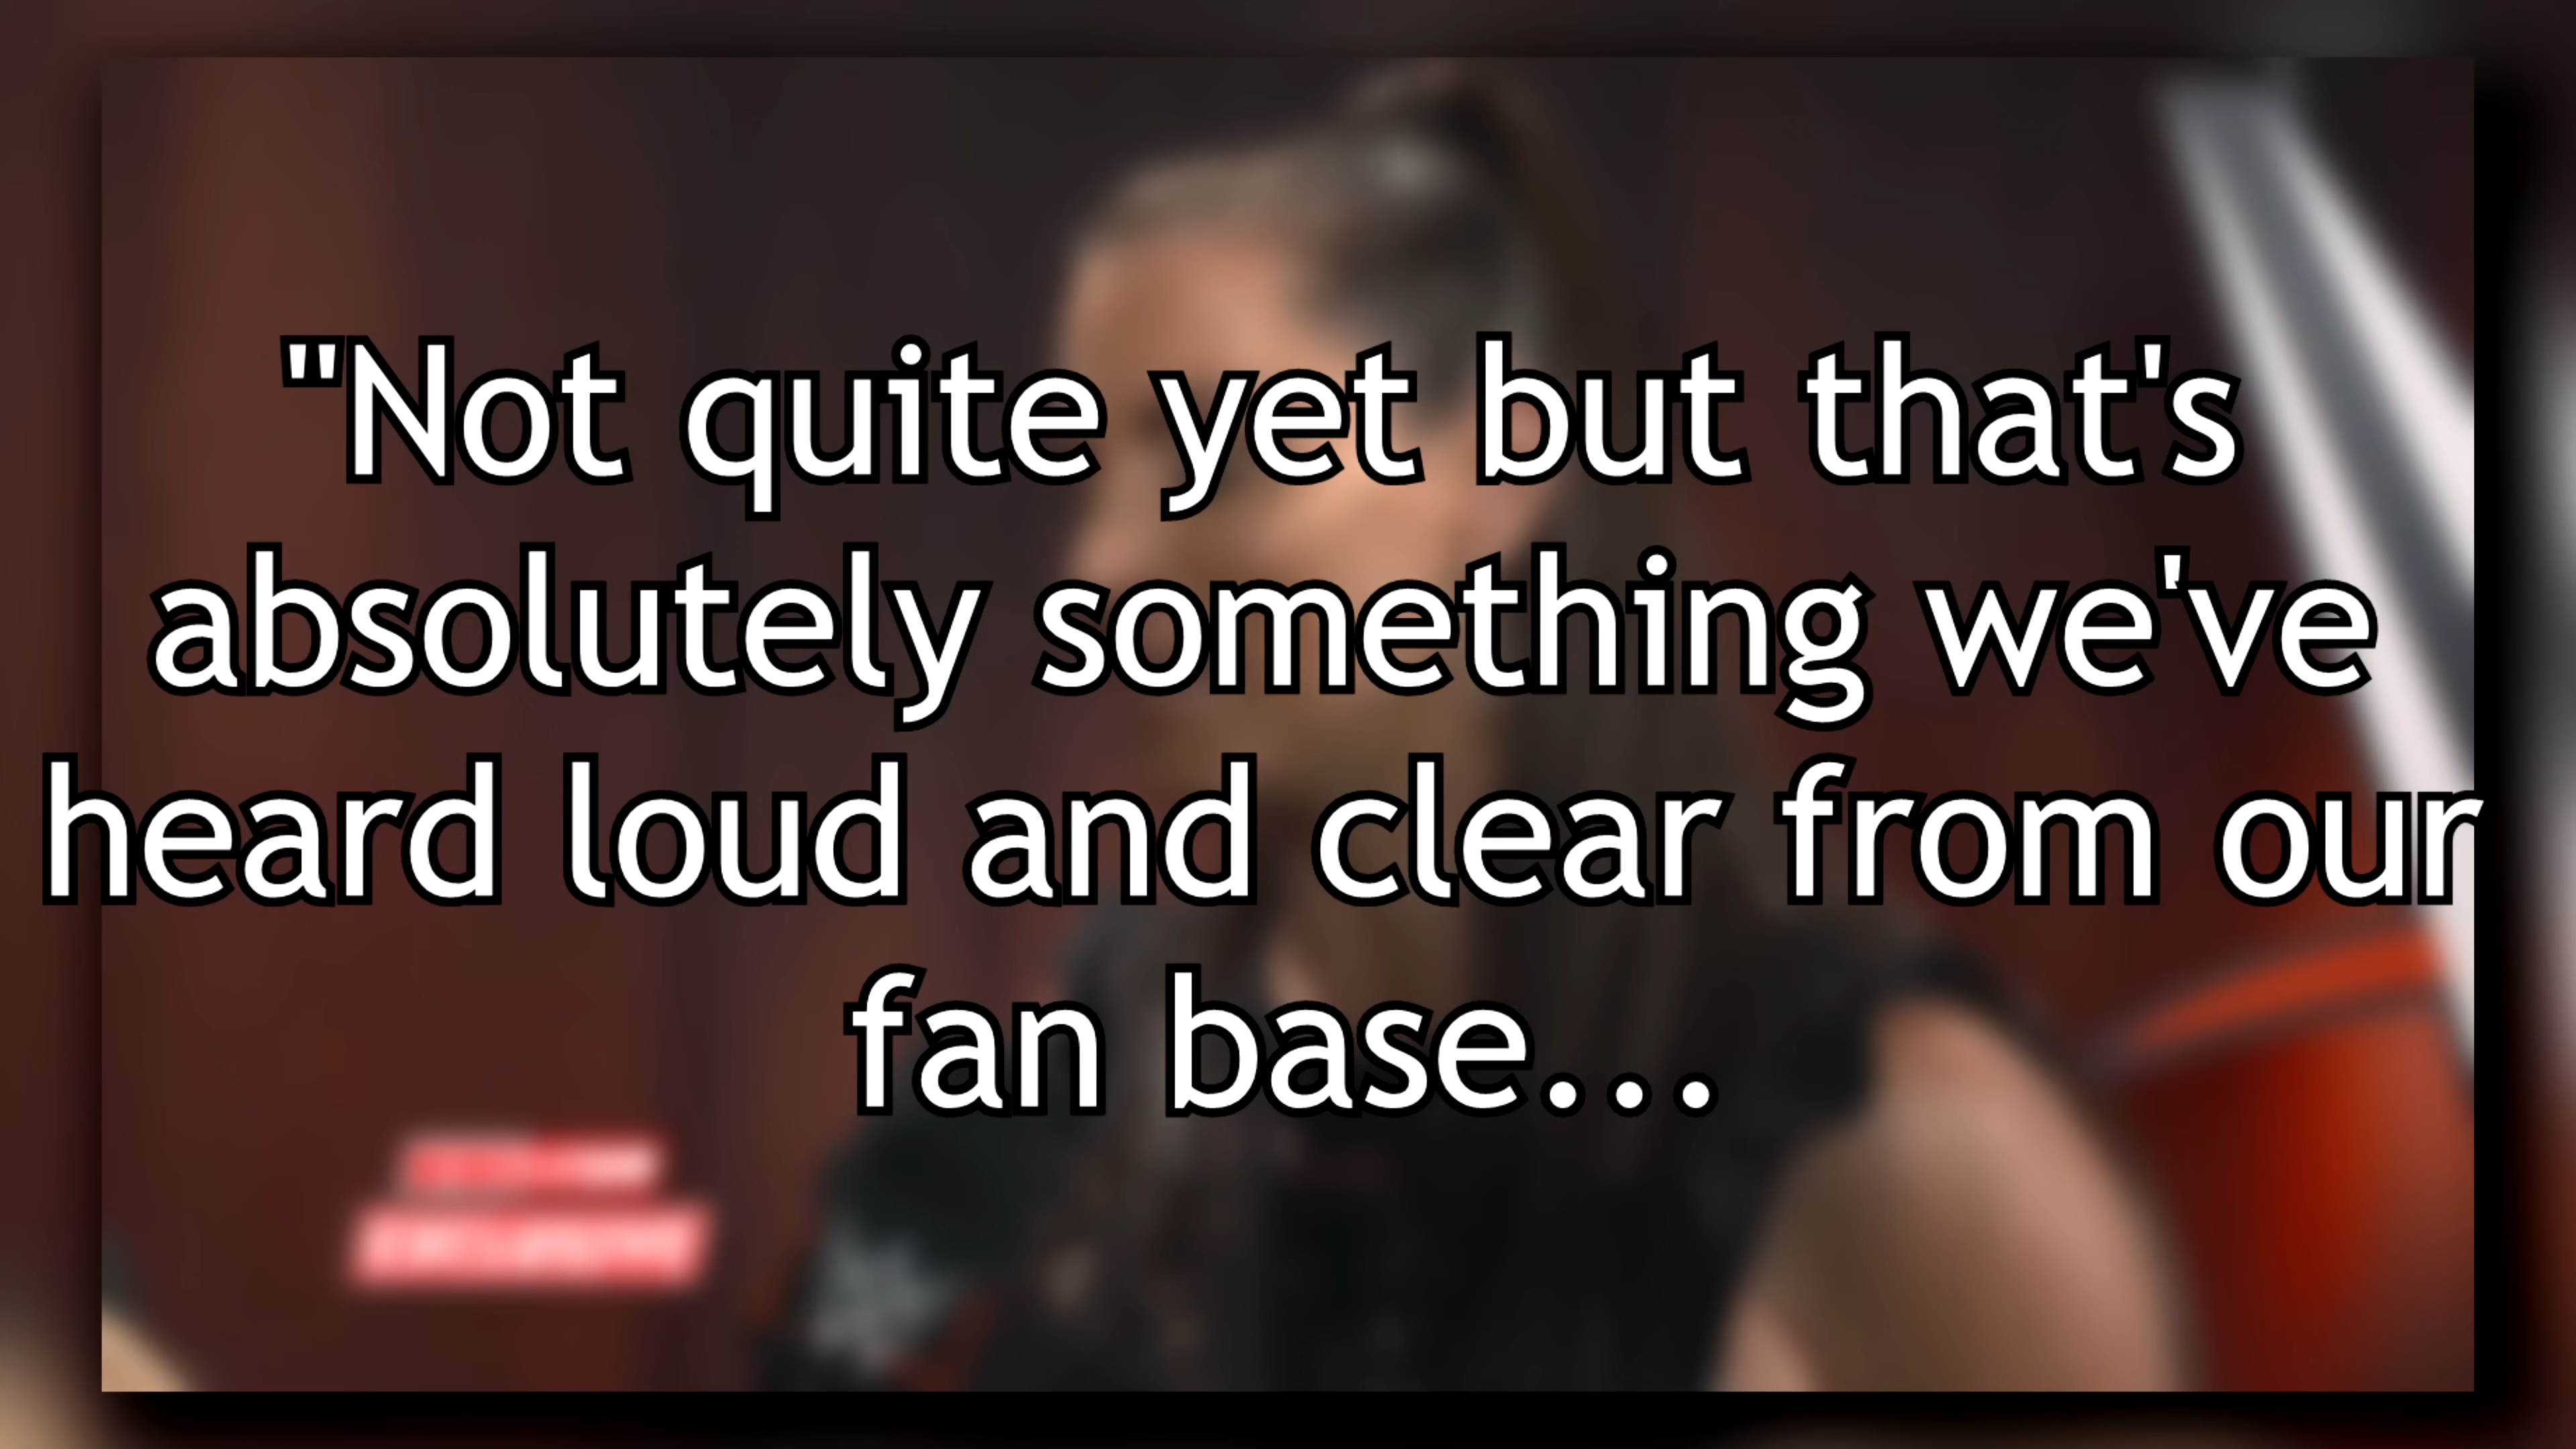 "Not quite yet but that's
absolutely something we've
heard loud and clear from our
fan base...